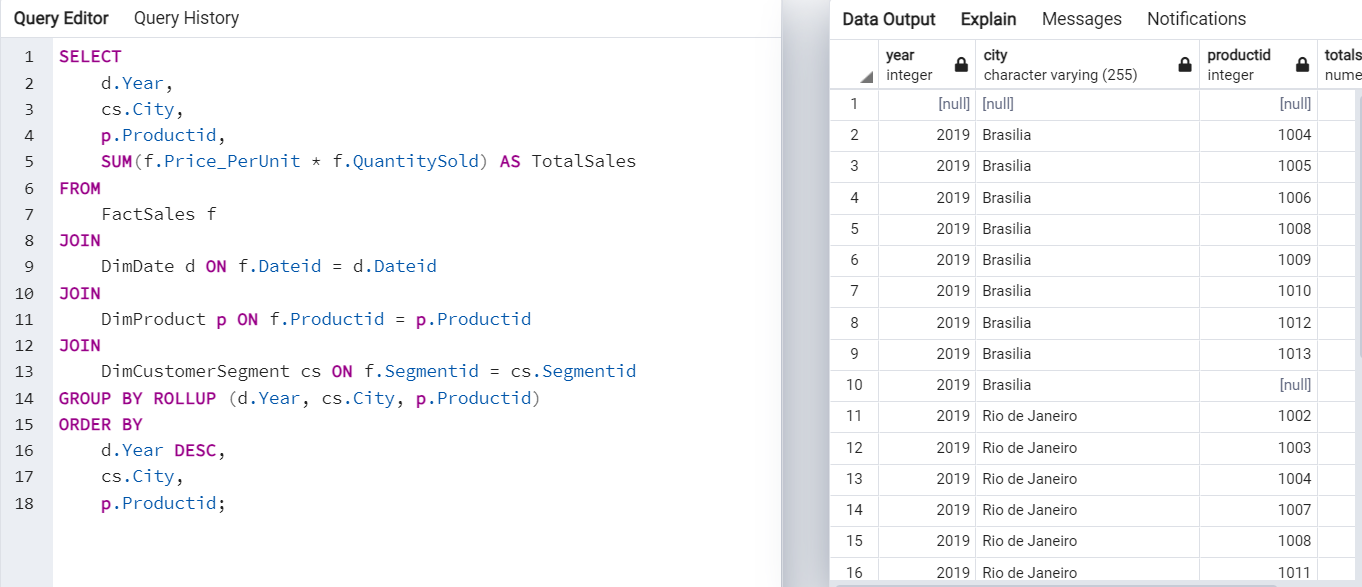 Query Editor Query History
1 SELECT
2 d.Year,
3 cs.City,
4 p.Productid,
5 SUM(f.Price_PerUnit * f.QuantitySold) AS TotalSales
6 FROM
7 FactSales f
8 JOIN
9 DimDate d ON f.Dateid = d.Dateid
10 JOIN
11 DimProduct p ON f.Productid = p.Productid
12 JOIN
13 DimCustomerSegment cs ON f.Segmentid = cs.Segmentid
14 GROUP BY ROLLUP (d.Year, cs.City, p.Productid)
15 ORDER BY
16 d.Year DESC,
17 cs.City,
18 p.Productid;
Data Output Explain Messages Notifications
year city productid totals
integer character varying (255) integer nume
1 [null] [null] [null]
2 2019 Brasilia 1004
3 2019 Brasilia 1005
4 2019 Brasilia 1006
5 2019 Brasilia 1008
6 2019 Brasilia 1009
7 2019 Brasilia 1010
8 2019 Brasilia 1012
9 2019 Brasilia 1013
10 2019 Brasilia [null]
11 2019 Rio de Janeiro 1002
12 2019 Rio de Janeiro 1003
13 2019 Rio de Janeiro 1004
14 2019 Rio de Janeiro 1007
15 2019 Rio de Janeiro 1008
16 2019 Rio de Janeiro 1011